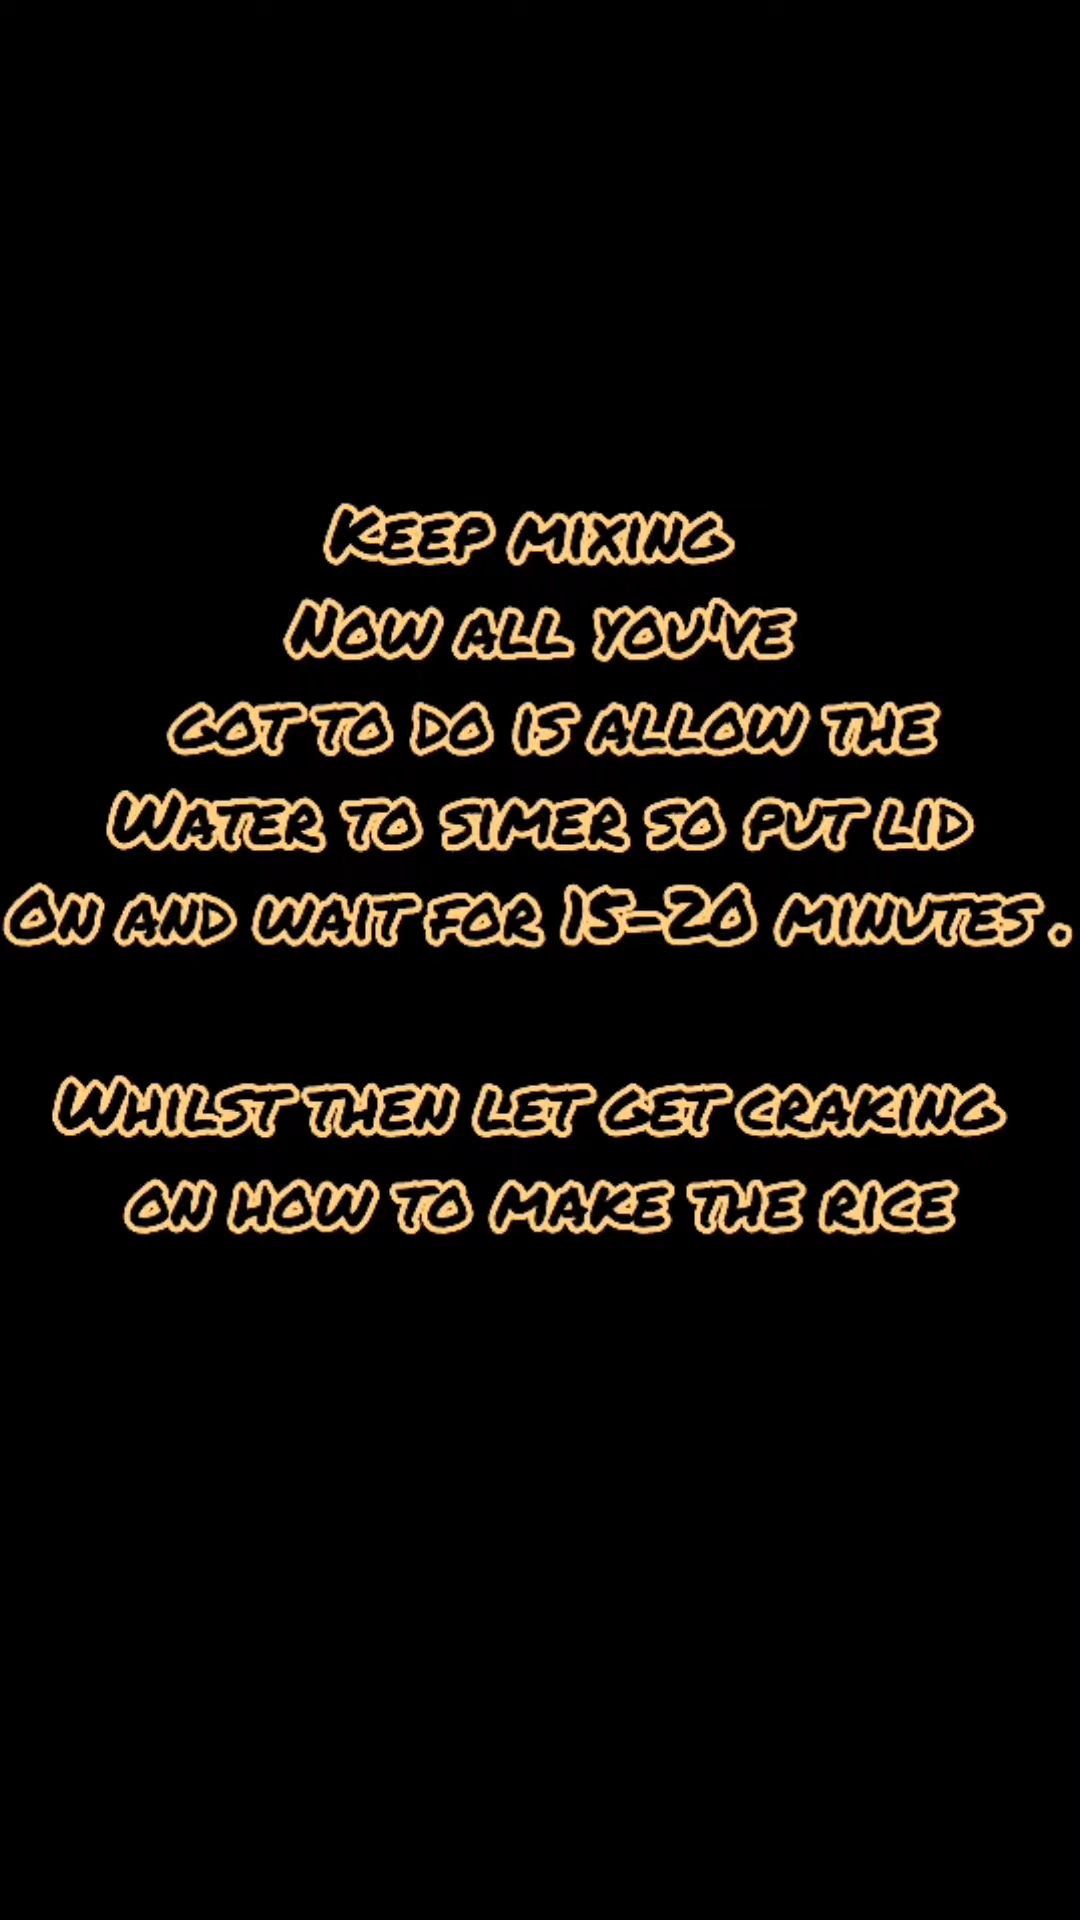 Keep mixing
Now all you've
got to do is allow the
Water to simer so put lid
On and wait for 15-20 minutes .
Whilst then let get craking
on how to make the rice